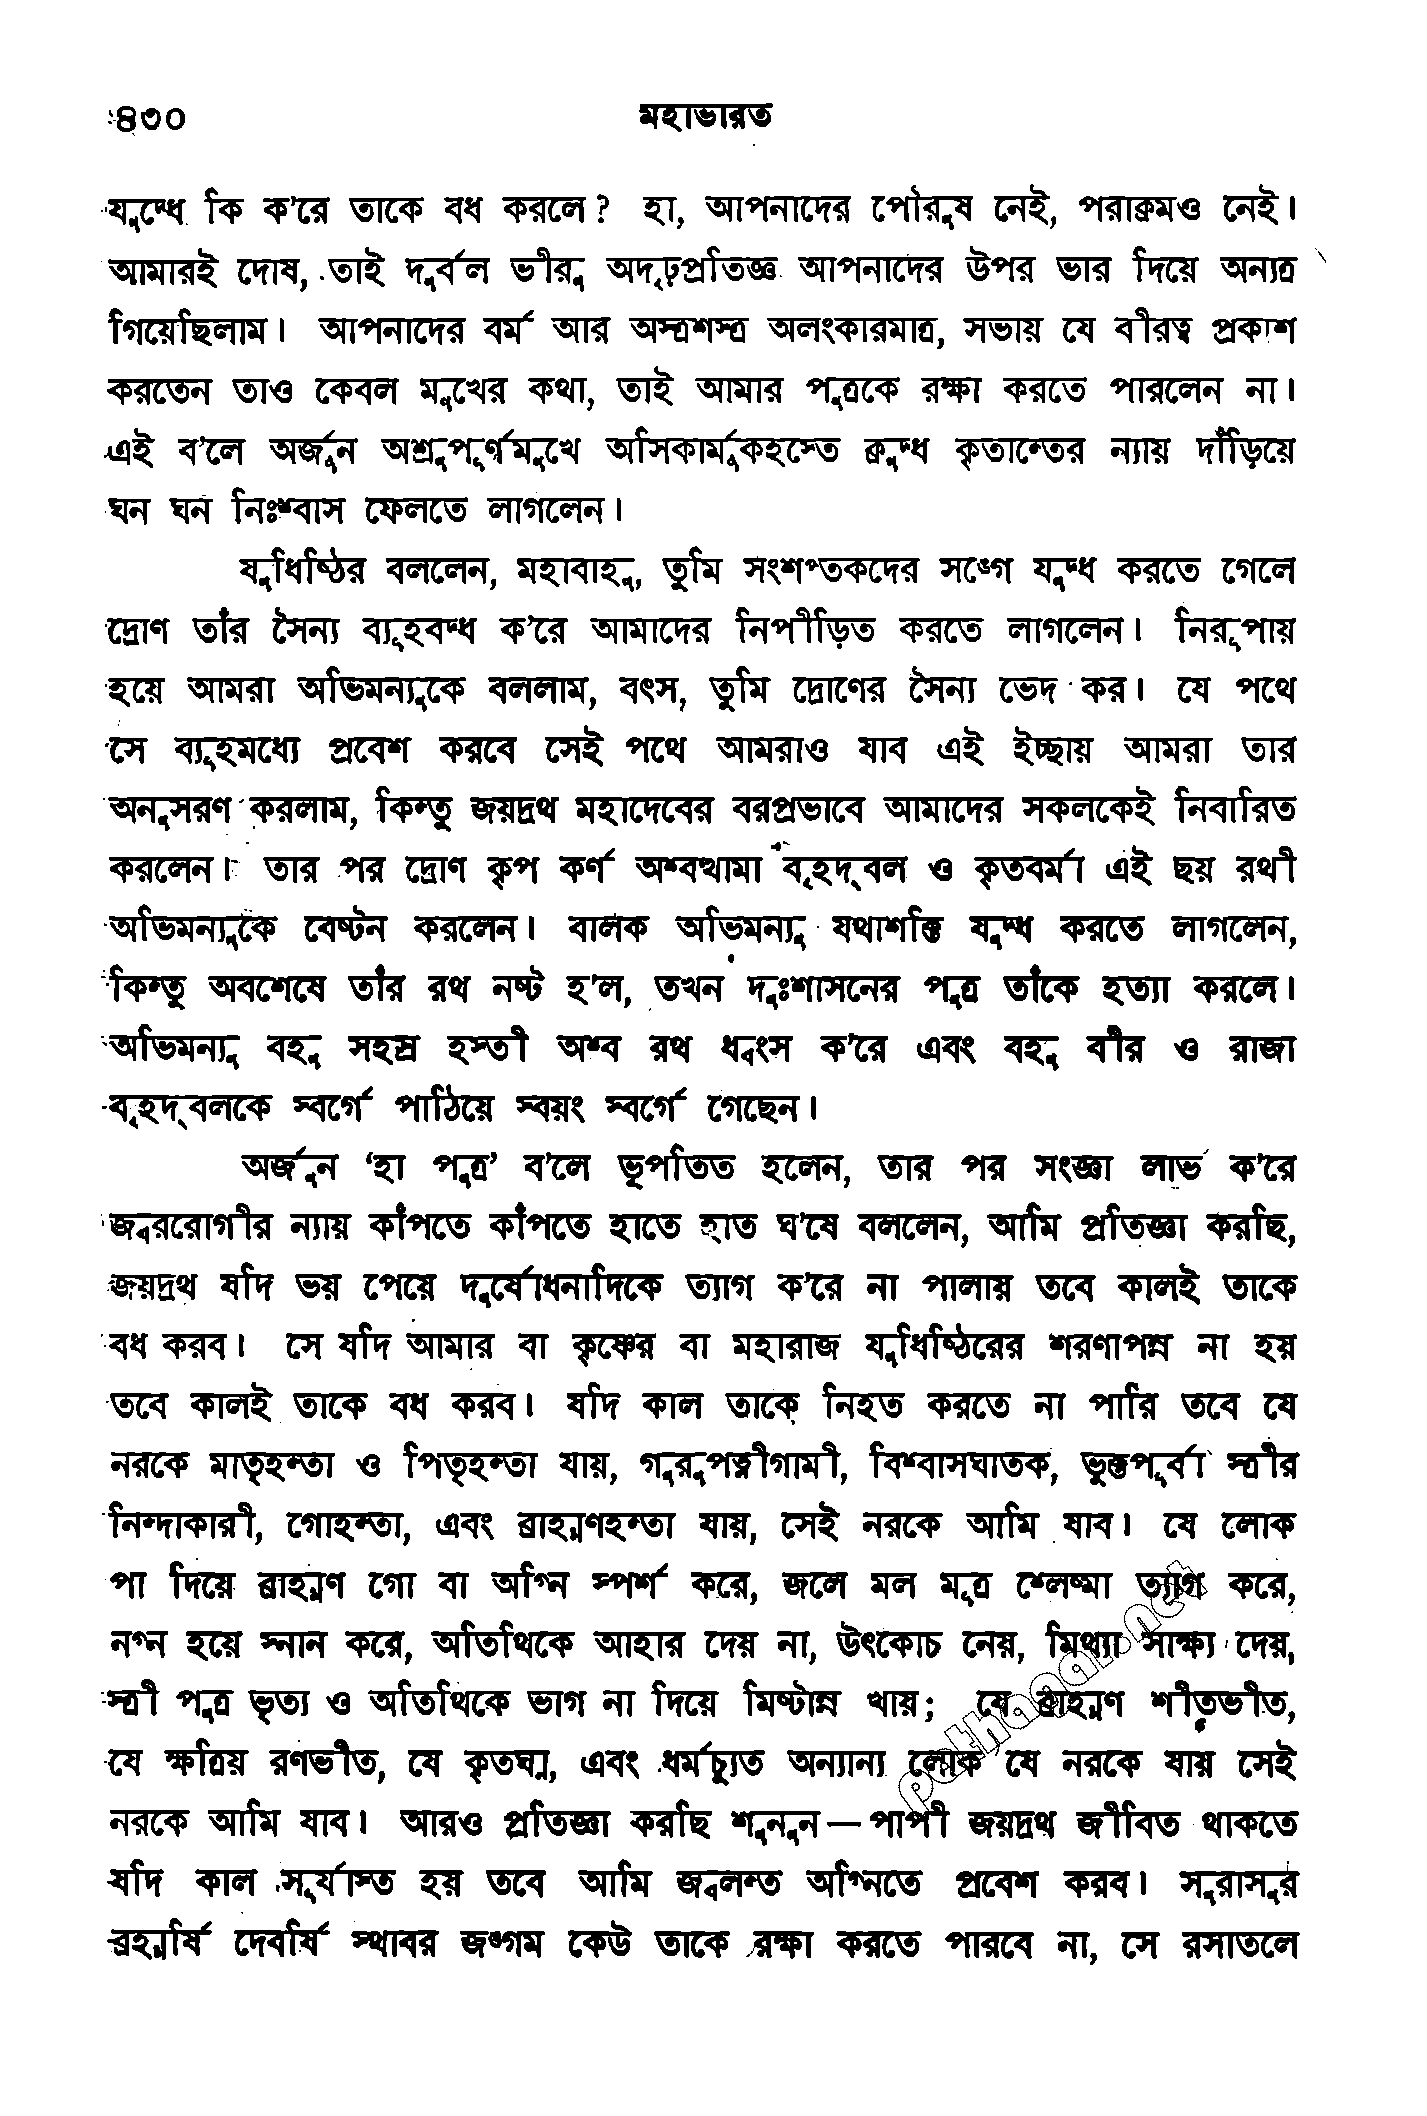 ৪৩০ মহাভারত
যুদ্ধে কি ক'রে তাকে বধ করলে? হা, আপনাদের পৌরুষ নেই, পরাক্রমও নেই।
আমারই দোষ, তাই দুর্বল ভীরু অদৃঢ়প্রতিজ্ঞ আপনাদের উপর ভার দিয়ে অন্যত্র
গিয়েছিলাম। আপনাদের বর্ম আর অস্ত্রশস্ত্র অলংকারমাত্র, সভায় যে বীরত্ব প্রকাশ
করতেন তাও কেবল মুখের কথা, তাই আমার পুত্রকে রক্ষা করতে পারলেন না।
এই ব'লে অর্জুন অশ্রুপূর্ণমুখে অসিকার্মুকহস্তে ক্রুদ্ধ কৃতান্তের ন্যায় দাঁড়িয়ে
ঘন ঘন নিঃশ্বাস ফেলতে লাগলেন।
যুধিষ্ঠির বললেন, মহাবাহু, তুমি সংশপ্তকদের সঙ্গে যুদ্ধ করতে গেলে
দ্রোণ তাঁর সৈন্য ব্যূহবদ্ধ ক'রে আমাদের নিপীড়িত করতে লাগলেন। নিরুপায়
হয়ে আমরা অভিমন্যুকে বললাম, বৎস, তুমি দ্রোণের সৈন্য ভেদ কর। যে পথে
সে ব্যূহমধ্যে প্রবেশ করবে সেই পথে আমরাও যাব এই ইচ্ছায় আমরা তার
অনুসরণ করলাম, কিন্তু জয়দ্রথ মহাদেবের বরপ্রভাবে আমাদের সকলকেই নিবারিত
করলেন। তার পর দ্রোণ কৃপ কর্ণ অশ্বত্থামা বৃহদ্‌বল ও কৃতবর্মা এই ছয় রথী
অভিমন্যুকে বেষ্টন করলেন। বালক অভিমন্যু যথাশক্তি যুদ্ধ করতে লাগলেন,
কিন্তু অবশেষে তাঁর রথ নষ্ট হ'ল, তখন দুঃশাসনের পুত্র তাঁকে হত্যা করলে।
অভিমন্যু বহু সহস্র হস্তী অশ্ব রথ ধ্বংস ক'রে এবং বহু বীর ও রাজা
বৃহদ্‌বলকে স্বর্গে পাঠিয়ে স্বয়ং স্বর্গে গেছেন।
অর্জুন ‘হা পুত্র’ ব'লে ভূপতিত হলেন, তার পর সংজ্ঞা লাভ ক'রে
জ্বররোগীর ন্যায় কাঁপতে কাঁপতে হাতে হাত ঘ'ষে বললেন, আমি প্রতিজ্ঞা করছি,
জয়দ্রথ যদি ভয় পেয়ে দুর্যোধনাদিকে ত্যাগ ক'রে না পালায় তবে কালই তাকে
বধ করব। সে যদি আমার বা কৃষ্ণের বা মহারাজ যুধিষ্ঠিরের শরণাপন্ন না হয়
তবে কালই তাকে বধ করব। যদি কাল তাকে নিহত করতে না পারি তবে যে
নরকে মাতৃহন্তা ও পিতৃহন্তা যায়, গুরুপত্নীগামী, বিশ্বাসঘাতক, ভুক্তপূর্বা স্ত্রীর
নিন্দাকারী, গোহন্তা, এবং ব্রাহ্মণহন্তা যায়, সেই নরকে আমি যাব। যে লোক
পা দিয়ে ব্রাহ্মণ গো বা অগ্নি স্পর্শ করে, জলে মল মূত্র শ্লেষ্মা ত্যাগ করে,
নগ্ন হয়ে স্নান করে, অতিথিকে আহার দেয় না, উৎকোচ নেয়, মিথ্যা সাক্ষ্য দেয়,
স্ত্রী পুত্র ভৃত্য ও অতিথিকে ভাগ না দিয়ে মিষ্টান্ন খায়; যে ব্রাহ্মণ শীতভীত,
যে ক্ষত্রিয় রণভীত, যে কৃতঘ্ন, এবং ধর্মচ্যুত অন্যান্য লোক যে নরকে যায় সেই
নরকে আমি যাব। আরও প্রতিজ্ঞা করছি শুনুন—পাপী জয়দ্রথ জীবিত থাকতে
যদি কাল সূর্যাস্ত হয় তবে আমি জ্বলন্ত অগ্নিতে প্রবেশ করব। সুরাসুর
ব্রহ্মর্ষি দেবর্ষি স্থাবর জঙ্গম কেউ তাকে রক্ষা করতে পারবে না, সে রসাতলে
pathagar.net